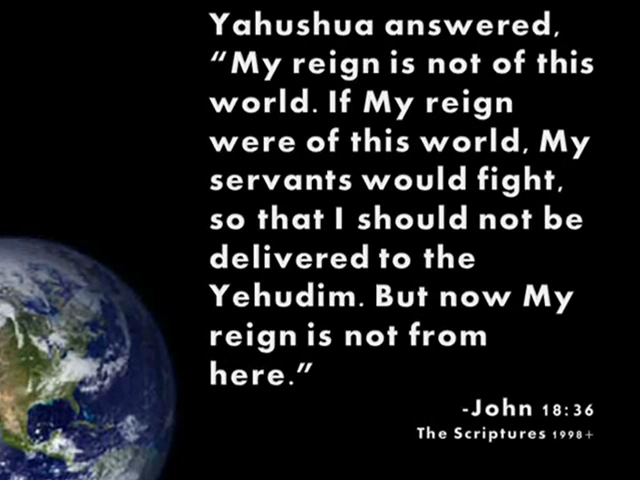 Yahushua answered,
“My reign is not of this
world. If My reign
were of this world, My
servants would fight,
so that I should not be
delivered to the
Yehudim. But now My
reign is not from
here.”
-John 18:36
The Scriptures 1998+